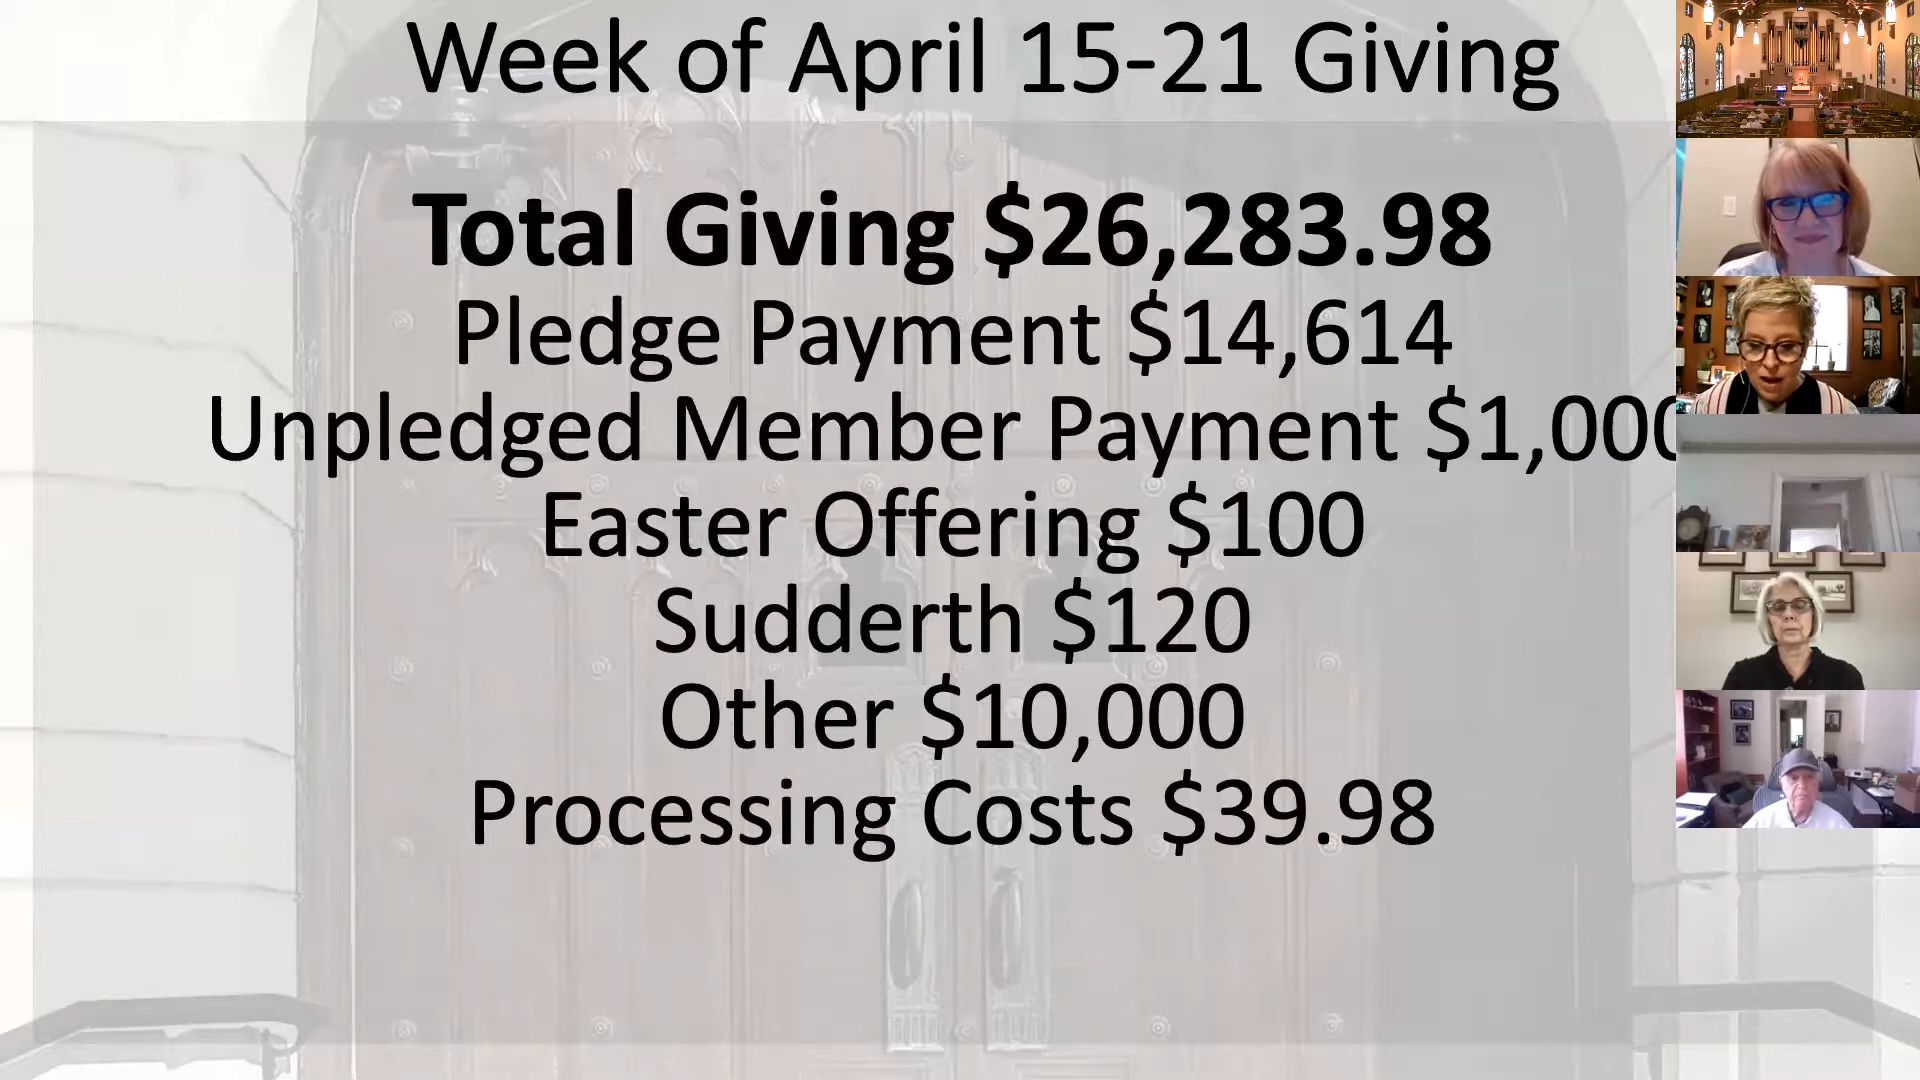 Week of April 15-21 Giving
Total Giving $26,283.98
Pledge Payment $14,614
Unpledged Member Payment $1,000
Easter Offering $100
Sudderth $120
Other $10,000
Processing Costs $39.98